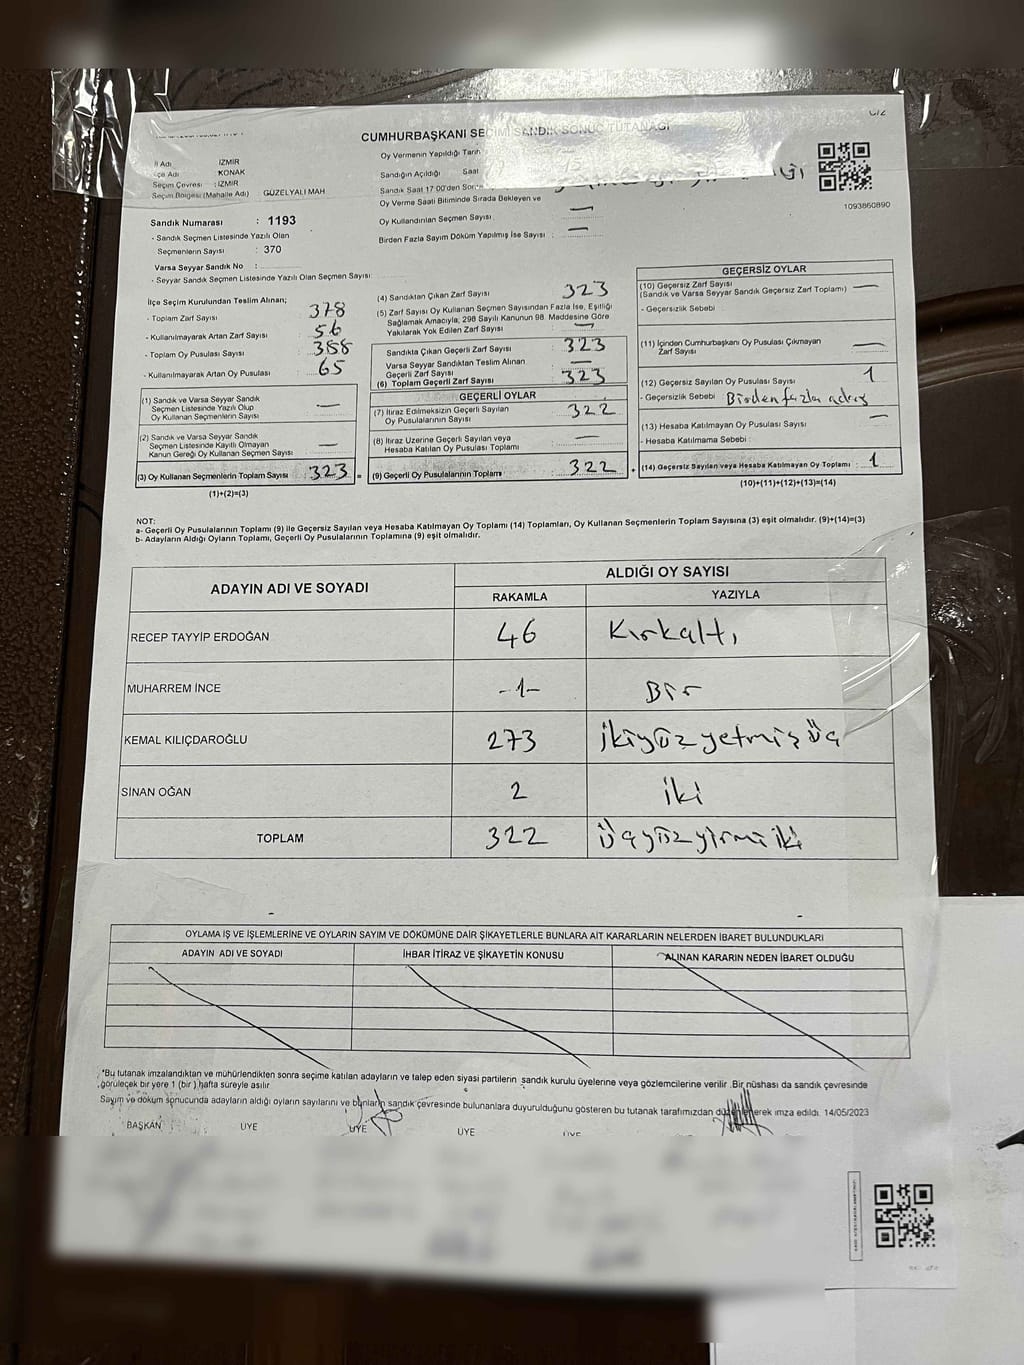 CUMHURBAŞKANI SEÇİMİ SANDIK SONUÇ TUTANAĞI
İl Adı İZMİR
İlçe Adı KONAK
Seçim Çevresi : İZMİR
Seçim Bölgesi (Mahalle Adı) GÜZELYALI MAH
Oy Vermenin Yapıldığı Tarih
Sandığın Açıldığı Saat
Sandık Saat 17:00'den
Oy Verme Saati Bitiminde Sırada Bekleyen ve
Oy Kullandırılan Seçmen Sayısı : —
Birden Fazla Sayım Döküm Yapılmış İse Sayısı : —
1093860890
Sandık Numarası : 1193
- Sandık Seçmen Listesinde Yazılı Olan
Seçmenlerin Sayısı : 370
Varsa Seyyar Sandık No :
- Seyyar Sandık Seçmen Listesinde Yazılı Olan Seçmen Sayısı:
İlçe Seçim Kurulundan Teslim Alınan;
- Toplam Zarf Sayısı : 378
- Kullanılmayarak Artan Zarf Sayısı : 56
- Toplam Oy Pusulası Sayısı : 388
- Kullanılmayarak Artan Oy Pusulası : 65
(1) Sandık ve Varsa Seyyar Sandık
Seçmen Listesinde Yazılı Olup
Oy Kullanan Seçmenlerin Sayısı : —
(2) Sandık ve Varsa Seyyar Sandık
Seçmen Listesinde Kayıtlı Olmayan
Kanun Gereği Oy Kullanan Seçmen Sayısı : —
(3) Oy Kullanan Seçmenlerin Toplam Sayısı : 323
(1)+(2)=(3)
(4) Sandıktan Çıkan Zarf Sayısı : 323
(5) Zarf Sayısı Oy Kullanan Seçmen Sayısından Fazla İse, Eşitliği
Sağlamak Amacıyla; 298 Sayılı Kanunun 98. Maddesine Göre
Yakılarak Yok Edilen Zarf Sayısı : —
Sandıkta Çıkan Geçerli Zarf Sayısı : 323
Varsa Seyyar Sandıktan Teslim Alınan
Geçerli Zarf Sayısı : —
(6) Toplam Geçerli Zarf Sayısı : 323
GEÇERLİ OYLAR
(7) İtiraz Edilmeksizin Geçerli Sayılan
Oy Pusulalarının Sayısı : 322
(8) İtiraz Üzerine Geçerli Sayılan veya
Hesaba Katılan Oy Pusulası Toplamı : —
(9) Geçerli Oy Pusulalarının Toplamı : 322
GEÇERSİZ OYLAR
(10) Geçersiz Zarf Sayısı
(Sandık ve Varsa Seyyar Sandık Geçersiz Zarf Toplamı) —
- Geçersizlik Sebebi :
(11) İçinden Cumhurbaşkanı Oy Pusulası Çıkmayan
Zarf Sayısı : —
(12) Geçersiz Sayılan Oy Pusulası Sayısı : 1
- Geçersizlik Sebebi : Birden fazla aday
(13) Hesaba Katılmayan Oy Pusulası Sayısı : —
- Hesaba Katılmama Sebebi :
(14) Geçersiz Sayılan veya Hesaba Katılmayan Oy Toplamı : 1
(10)+(11)+(12)+(13)=(14)
NOT:
a- Geçerli Oy Pusulalarının Toplamı (9) ile Geçersiz Sayılan veya Hesaba Katılmayan Oy Toplamı (14) Toplamları, Oy Kullanan Seçmenlerin Toplam Sayısına (3) eşit olmalıdır. (9)+(14)=(3)
b- Adayların Aldığı Oyların Toplamı, Geçerli Oy Pusulalarının Toplamına (9) eşit olmalıdır.
ADAYIN ADI VE SOYADI ALDIĞI OY SAYISI
RAKAMLA YAZIYLA
RECEP TAYYİP ERDOĞAN 46 Kırkaltı
MUHARREM İNCE -1- Bir
KEMAL KILIÇDAROĞLU 273 ikiyüzyetmişüç
SİNAN OĞAN 2 iki
TOPLAM 322 üçyüzyirmiiki
OYLAMA İŞ VE İŞLEMLERİNE VE OYLARIN SAYIM VE DÖKÜMÜNE DAİR ŞİKAYETLERLE BUNLARA AİT KARARLARIN NELERDEN İBARET BULUNDUKLARI
ADAYIN ADI VE SOYADI İHBAR İTİRAZ VE ŞİKAYETİN KONUSU ALINAN KARARIN NEDEN İBARET OLDUĞU
*Bu tutanak imzalandıktan ve mühürlendikten sonra seçime katılan adayların ve talep eden siyasi partilerin sandık kurulu üyelerine veya gözlemcilerine verilir. Bir nüshası da sandık çevresinde
görülecek bir yere 1 (bir) hafta süreyle asılır
Sayım ve döküm sonucunda adayların aldığı oyların sayılarını ve bunların sandık çevresinde bulunanlara duyurulduğunu gösteren bu tutanak tarafımızdan düzenlenerek imza edildi. 14/05/2023
BAŞKAN ÜYE ÜYE ÜYE ÜYE